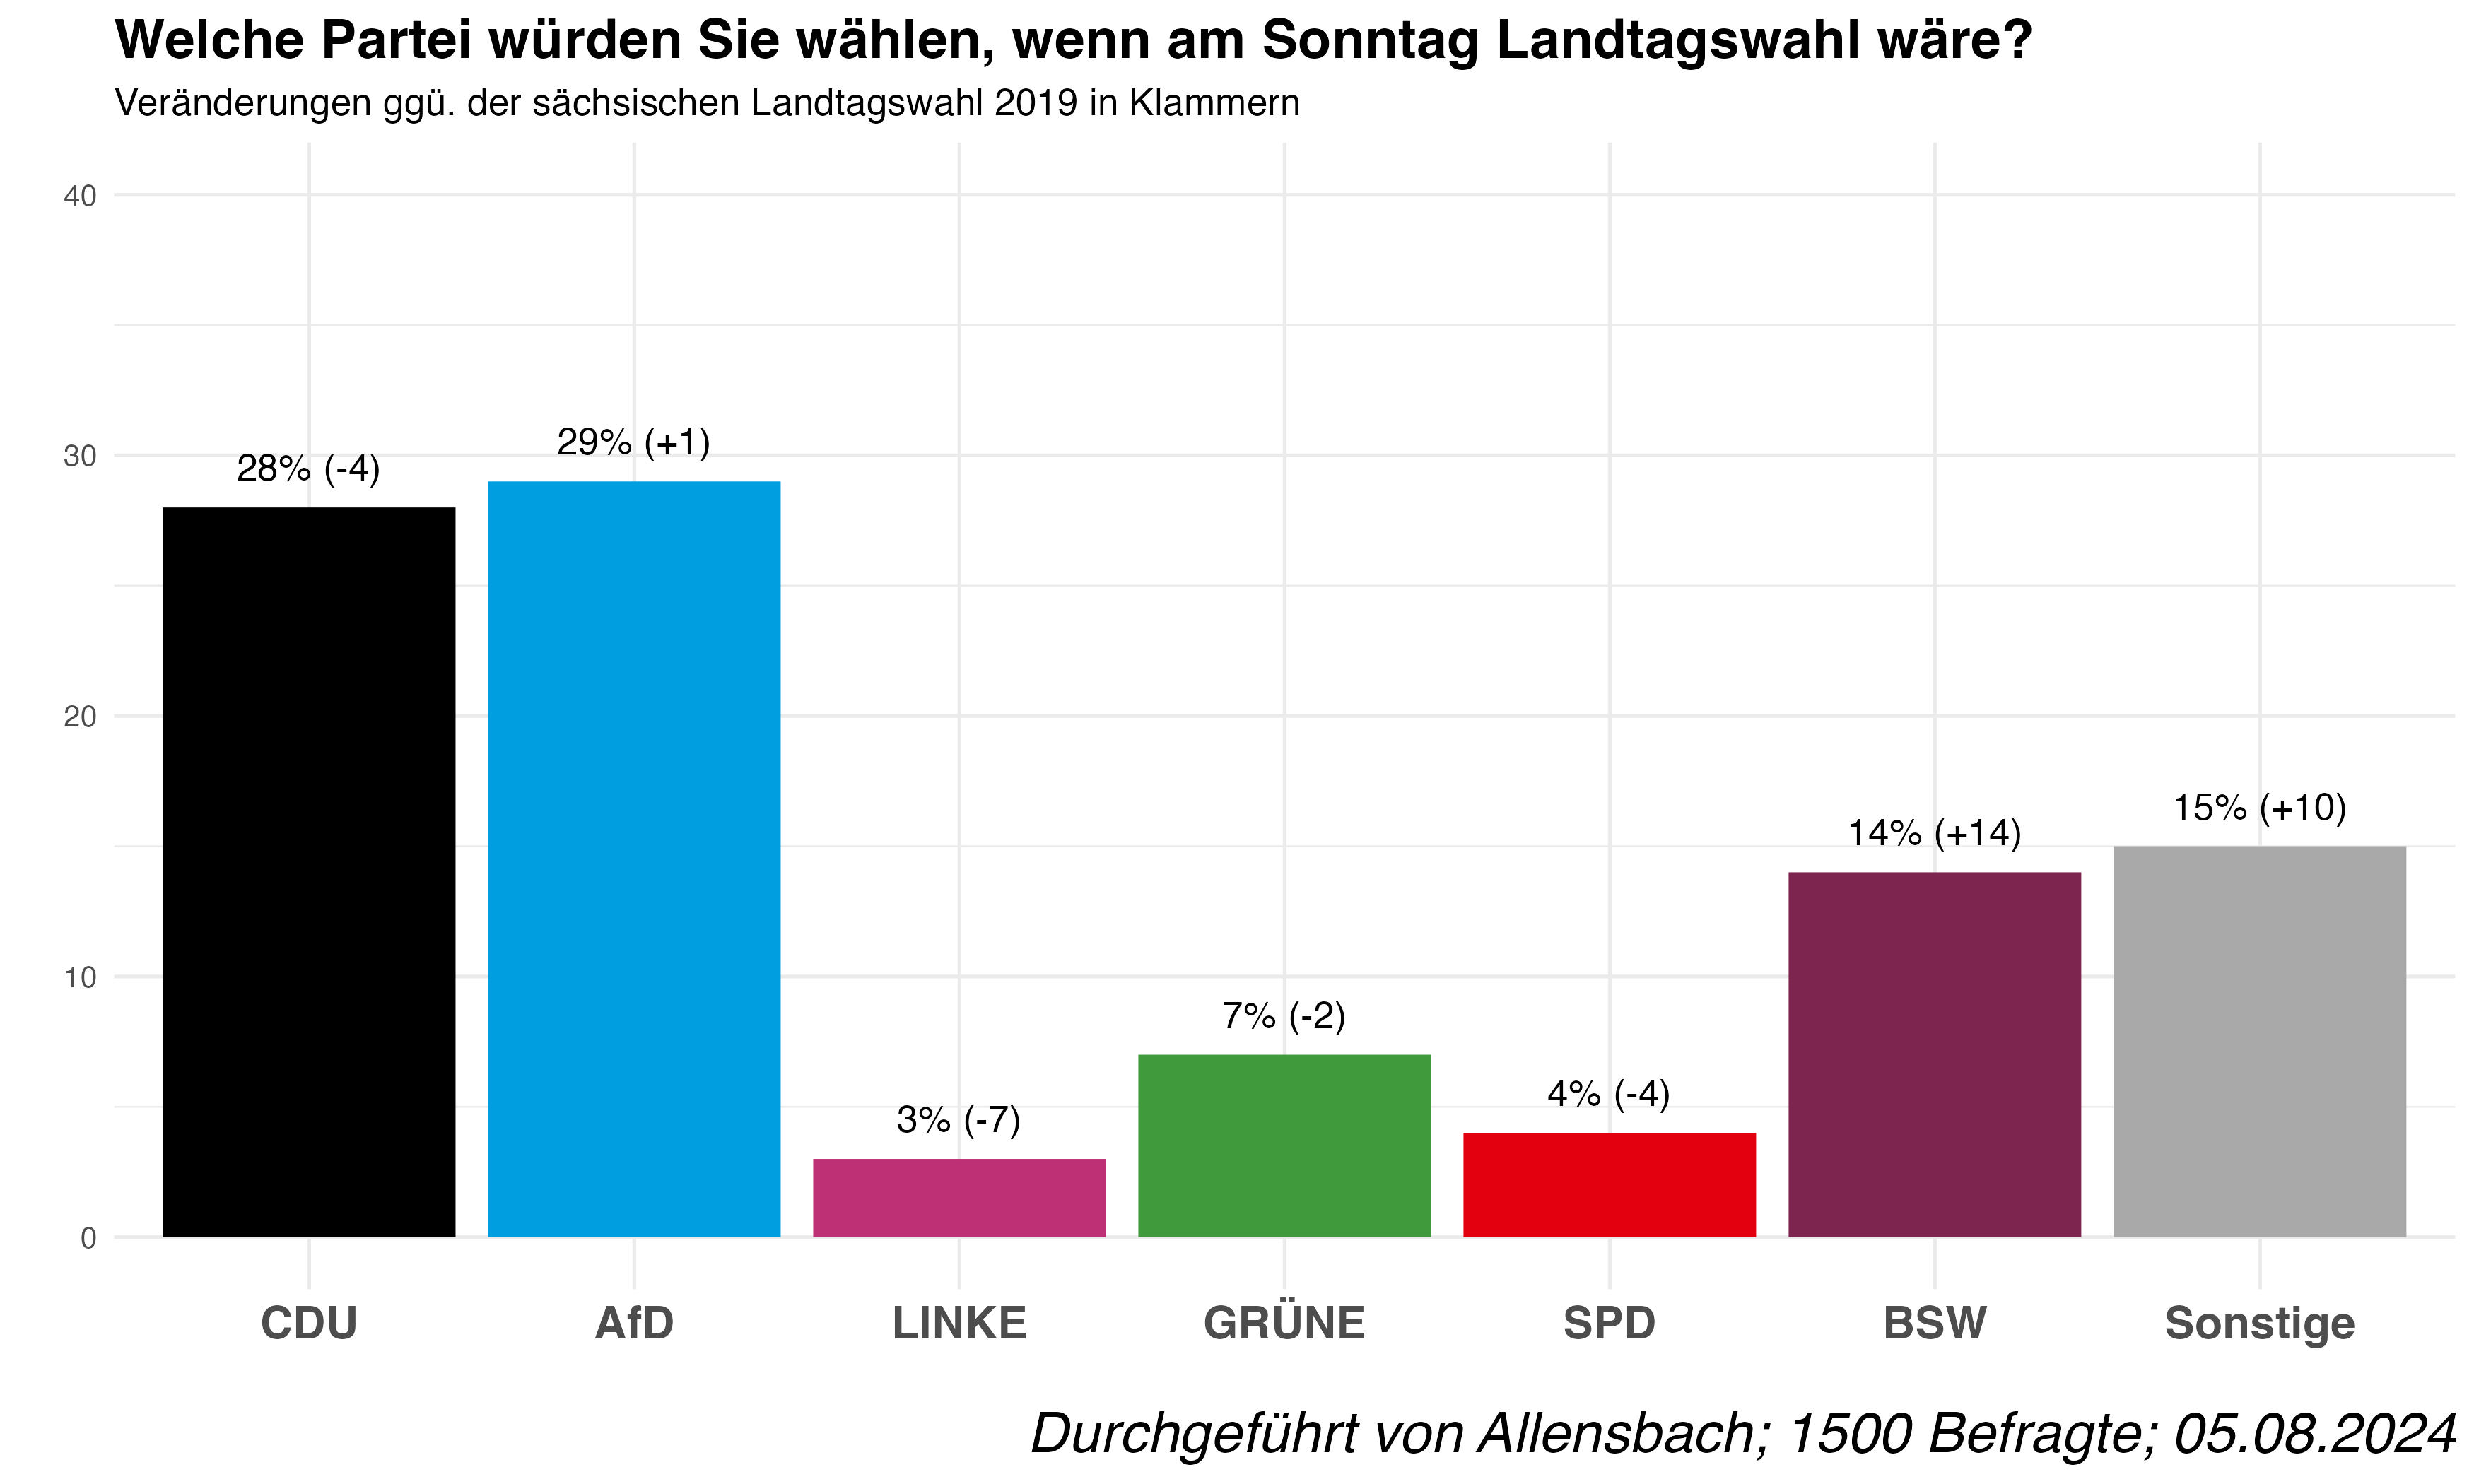 Welche Partei würden Sie wählen, wenn am Sonntag Landtagswahl wäre?
Veränderungen ggü. der sächsischen Landtagswahl 2019 in Klammern
40
30
20
10
0
28% (-4)
29% (+1)
3% (-7)
7% (-2)
4% (-4)
14% (+14)
15% (+10)
CDU
AfD
LINKE
GRÜNE
SPD
BSW
Sonstige
Durchgeführt von Allensbach; 1500 Befragte; 05.08.2024